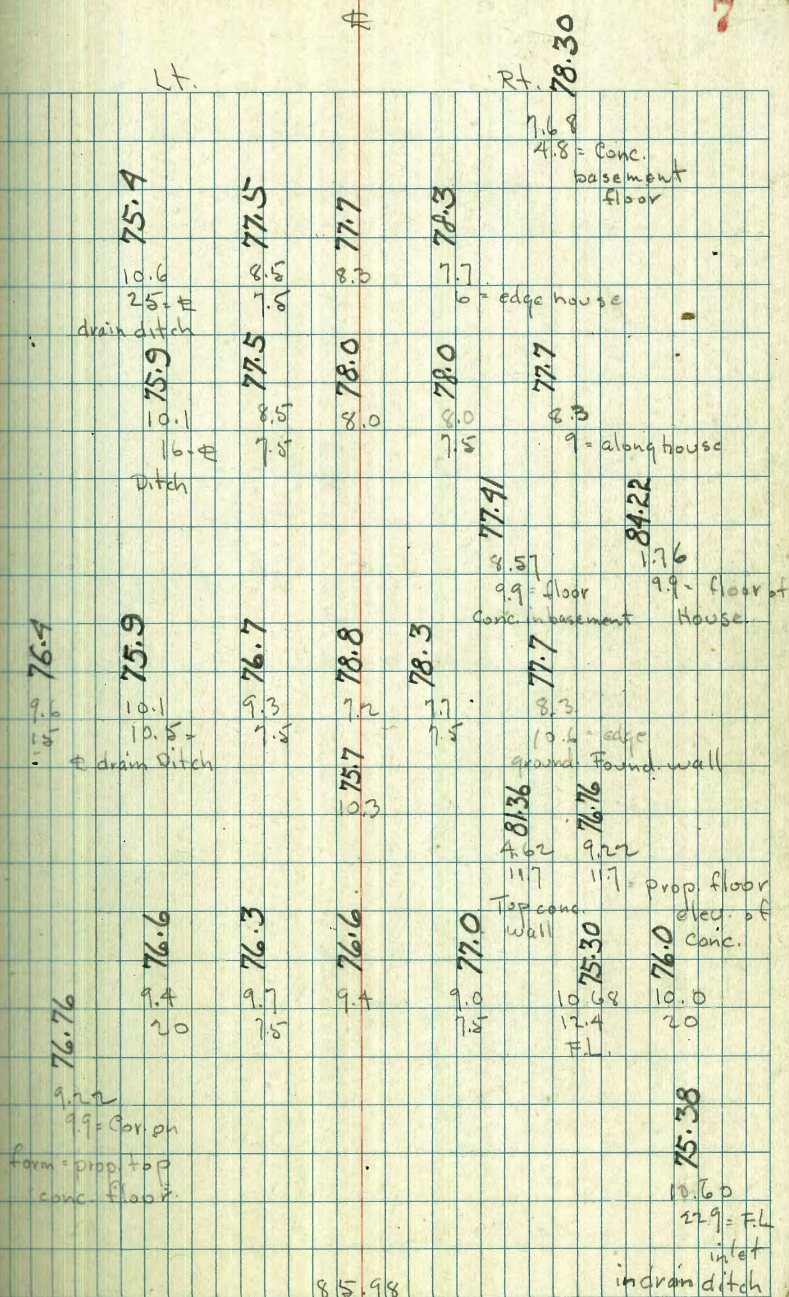 7
℄
Lt. Rt. 78.30
7.68
4.8 = Conc.
basement
floor
75.4 77.5 77.7 78.3
10.6 8.5 8.3 7.7
25 = ℄ 7.5 6 = edge house
drain ditch
75.9 77.5 78.0 78.0 77.7
10.1 8.5 8.0 8.0 8.3
16 - ℄ 7.5 7.5 9 = along house
Ditch
77.41 84.22
8.57 1.76
9.9 = floor 9.9 - floor of
Conc. in basement House.
76.4 75.9 76.7 78.8 78.3 77.7
9.6 10.1 9.3 7.2 7.7 8.3
15 10.5 = 7.5 7.5 10.6 = edge
℄ drain Ditch ground. Found. wall
75.7
10.3
81.36 76.76
4.62 9.22
11.7 11.7 = prop. floor
Top conc. elev. of
wall conc.
76.6 76.3 76.6 77.0 75.30 76.0
9.4 9.7 9.4 9.0 10.68 10.0
20 7.5 7.5 12.4 20
F.L.
76.76
9.22
9.9 = Cor. on
form = prop. top
conc. floor.
75.38
10.60
22.9 = F.L.
inlet
in drain ditch
85.98